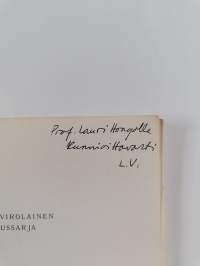 Prof. Lauri Hongolle
Kunnioittavasti
L.V.
VIROLAINEN
USSARJA